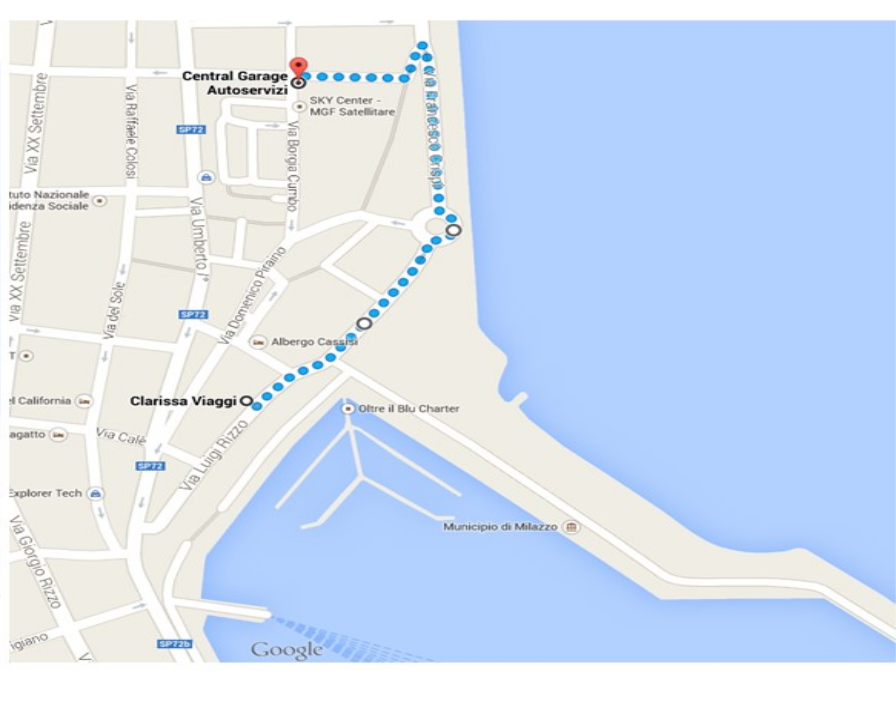 Central Garage
Autoservizi
SKY Center -
MGF Satellitare
Via XX Settembre
Via Raffaele Colosi
SP72
Via Borgia Cumbo
Via Francesco Crispi
tuto Nazionale
idenza Sociale
Via Umberto I°
Via XX Settembre
Via del Sole
Via Domenico Piraino
SP72
Albergo Cassisi
Clarissa Viaggi
el California
Oltre il Blu Charter
agatto
Via Calè
Via Luigi Rizzo
SP72
Explorer Tech
Municipio di Milazzo
Via Giorgio Rizzo
igiano
SP72b
Google